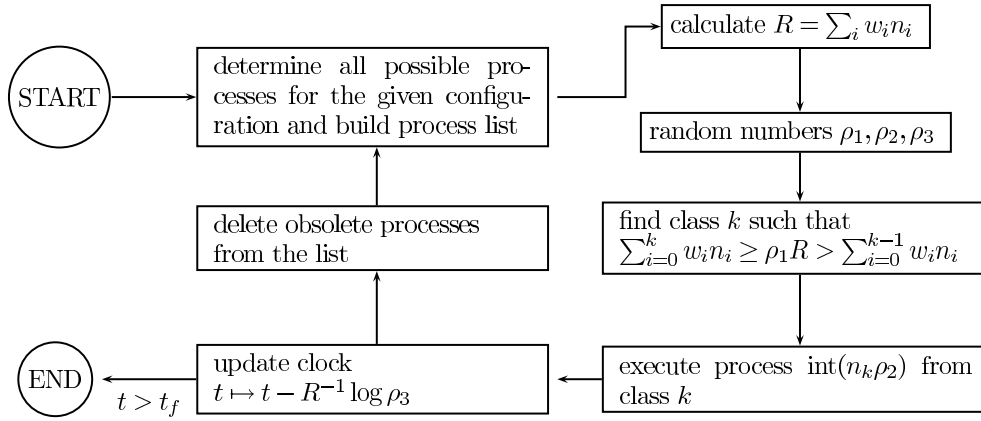 START
determine all possible pro-
cesses for the given configu-
ration and build process list
calculate R = ∑_i w_i n_i
random numbers ρ_1, ρ_2, ρ_3
find class k such that
∑_{i=0}^{k} w_i n_i ≥ ρ_1 R > ∑_{i=0}^{k−1} w_i n_i
execute process int(n_k ρ_2) from
class k
update clock
t ↦ t − R^{−1} log ρ_3
delete obsolete processes
from the list
t > t_f
END